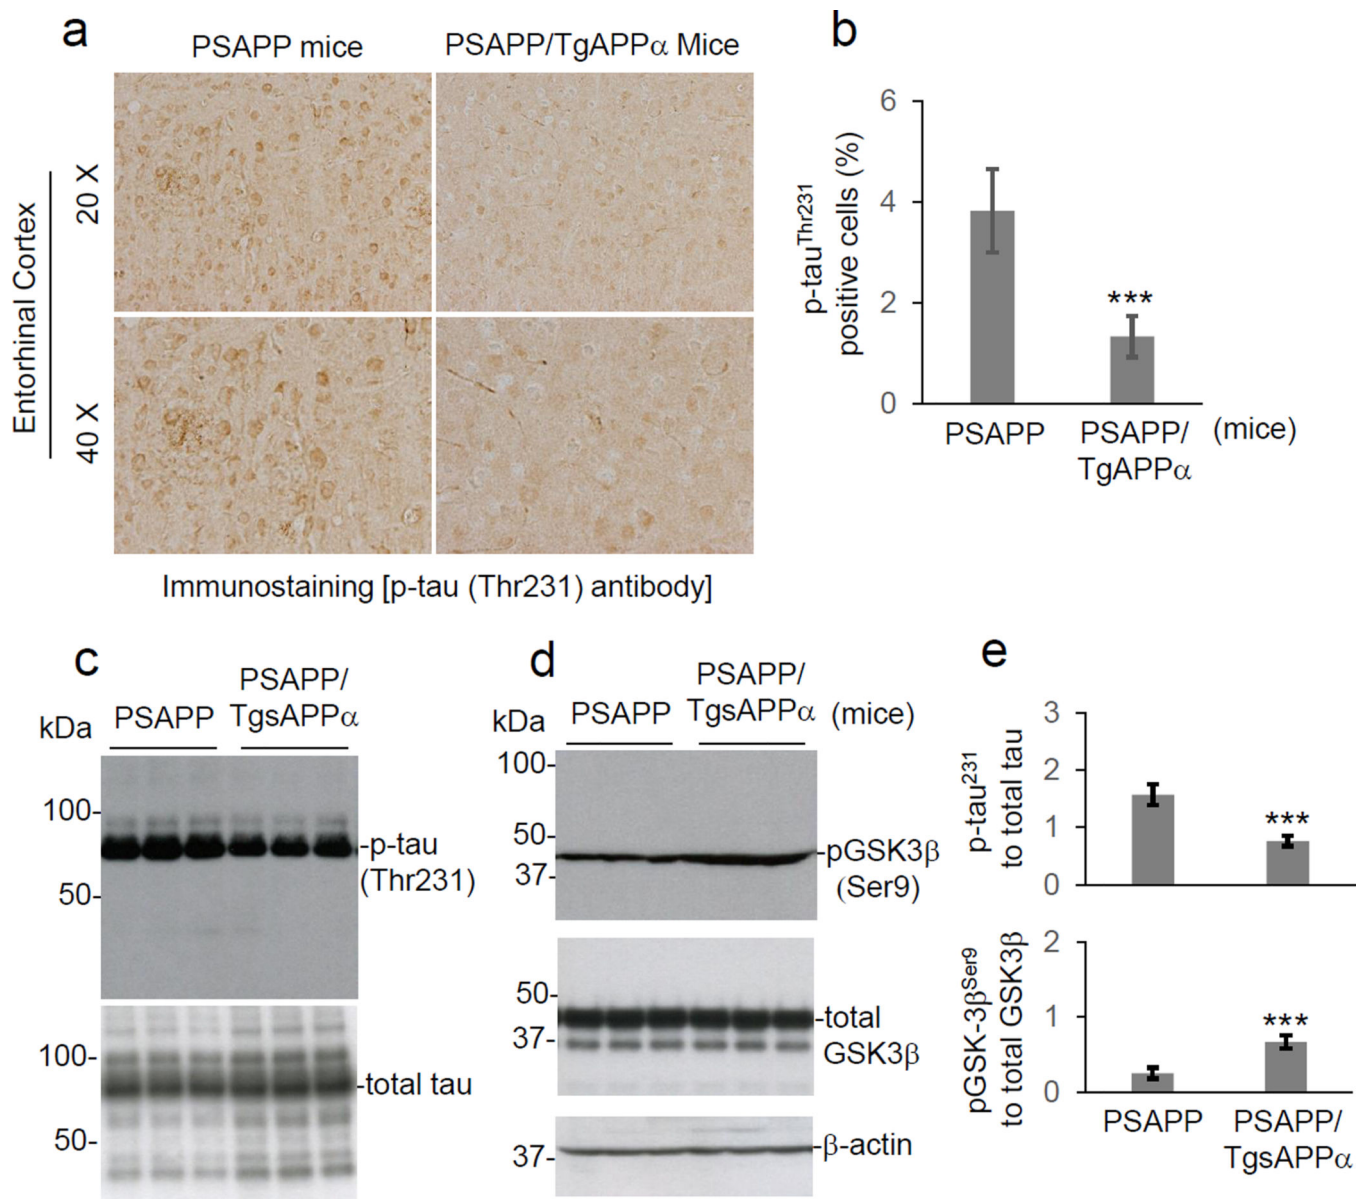 a
PSAPP mice
PSAPP/TgAPPα Mice
Entorhinal Cortex
20 X
40 X
Immunostaining [p-tau (Thr231) antibody]
b
p-tau^Thr231
positive cells (%)
6
4
2
0
***
PSAPP
PSAPP/
TgAPPα
(mice)
c
kDa
PSAPP
PSAPP/
TgsAPPα
100-
50-
-p-tau
(Thr231)
100-
50-
-total tau
d
kDa
PSAPP
PSAPP/
TgsAPPα
(mice)
100-
50-
37-
-pGSK3β
(Ser9)
50-
37-
-total
GSK3β
37-
-β-actin
e
p-tau^231
to total tau
3
2
1
0
***
pGSK-3β^Ser9
to total GSK3β
2
1
0
***
PSAPP
PSAPP/
TgsAPPα